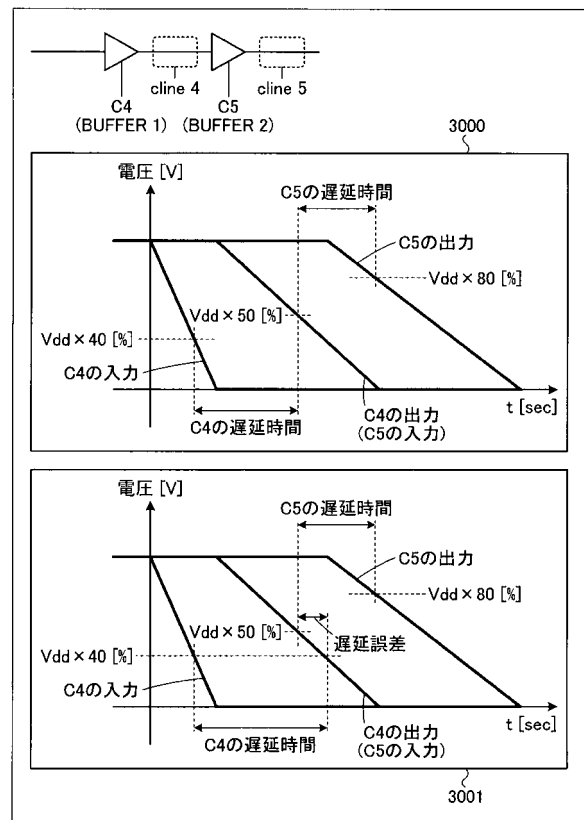 cline 4
cline 5
C4
(BUFFER 1)
C5
(BUFFER 2)
3000
電圧 [V]
C5の遅延時間
C5の出力
Vdd×80 [%]
Vdd×50 [%]
Vdd×40 [%]
C4の入力
t [sec]
C4の遅延時間
C4の出力
(C5の入力)
電圧 [V]
C5の遅延時間
C5の出力
Vdd×80 [%]
Vdd×50 [%]
遅延誤差
Vdd×40 [%]
C4の入力
t [sec]
C4の遅延時間
C4の出力
(C5の入力)
3001